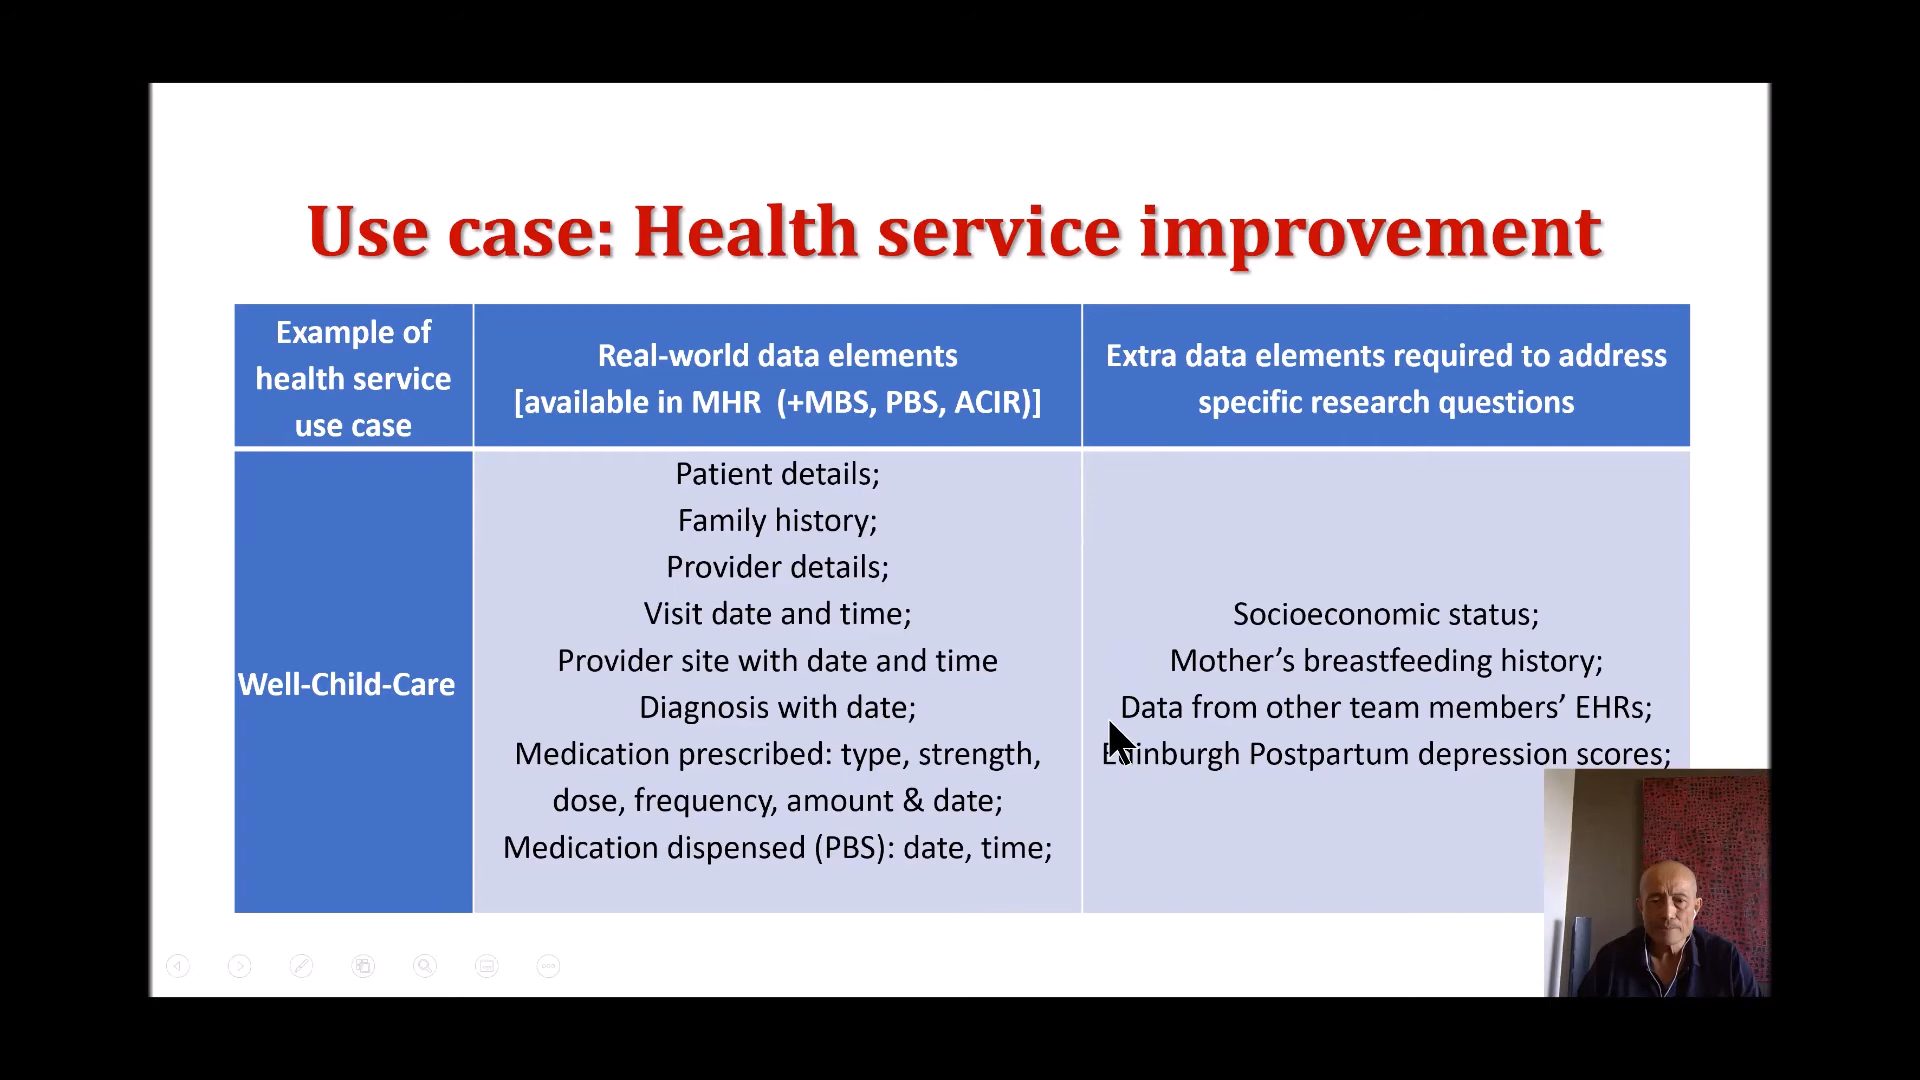 Use case: Health service improvement
Example of
health service
use case
Real-world data elements
[available in MHR (+MBS, PBS, ACIR)]
Extra data elements required to address
specific research questions
Well-Child-Care
Patient details;
Family history;
Provider details;
Visit date and time;
Provider site with date and time
Diagnosis with date;
Medication prescribed: type, strength,
dose, frequency, amount & date;
Medication dispensed (PBS): date, time;
Socioeconomic status;
Mother’s breastfeeding history;
Data from other team members’ EHRs;
Edinburgh Postpartum depression scores;